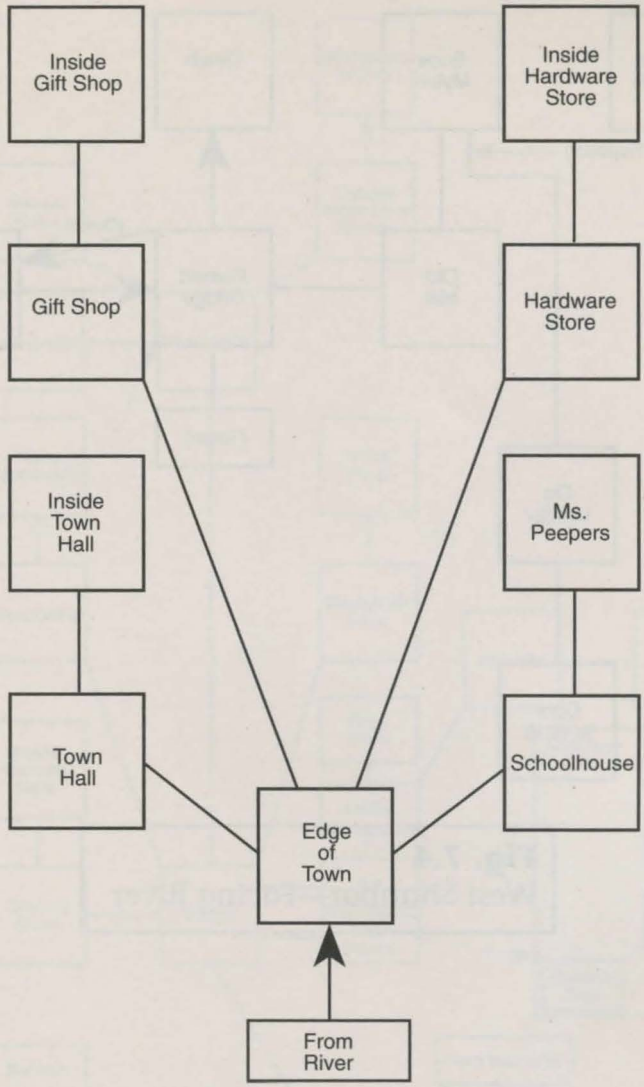 Inside
Gift Shop
Inside
Hardware
Store
Gift Shop
Hardware
Store
Inside
Town
Hall
Ms.
Peepers
Town
Hall
Schoolhouse
Edge
of
Town
From
River